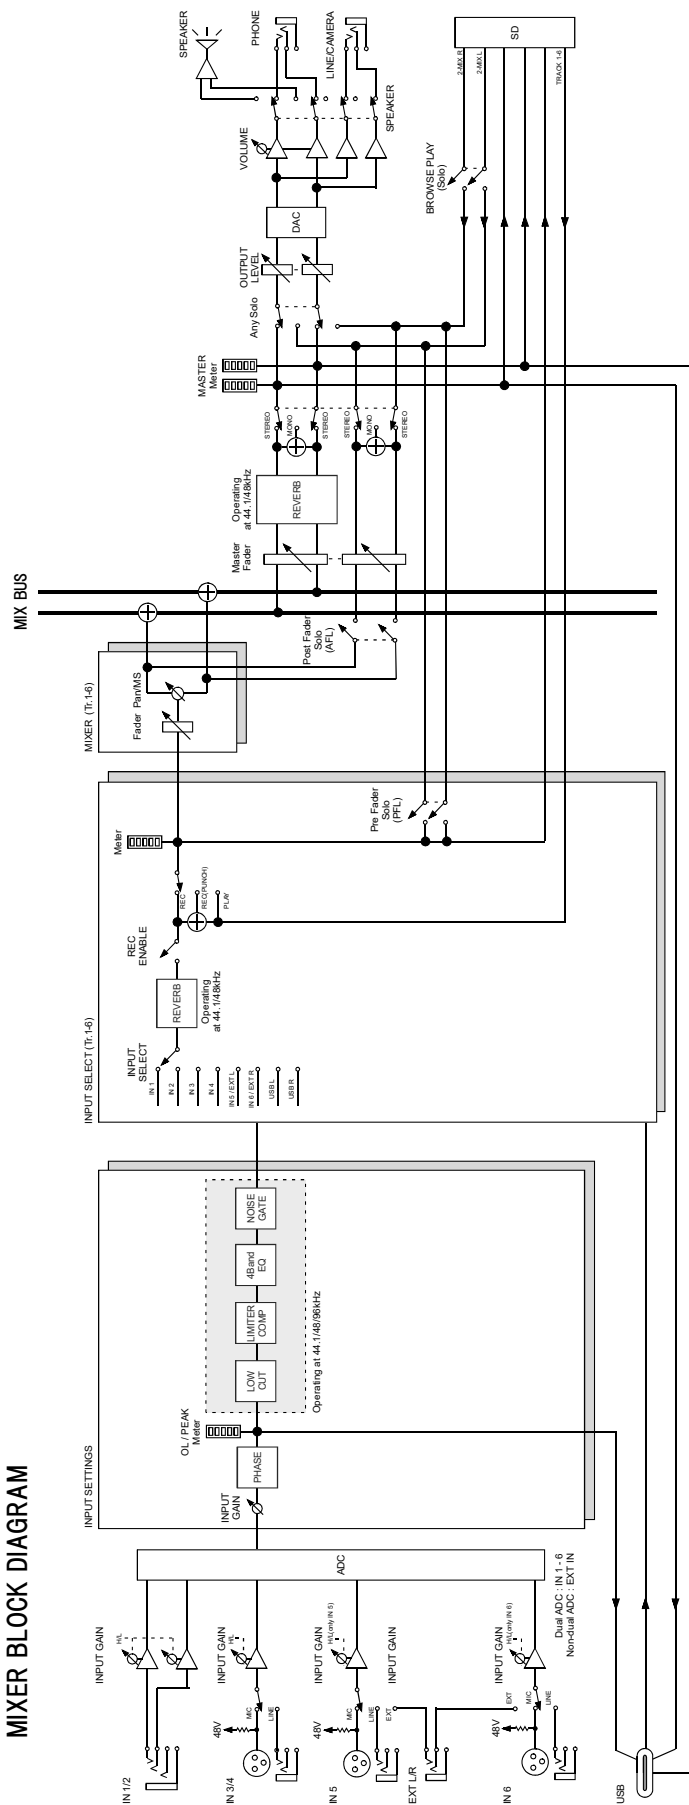 MIXER BLOCK DIAGRAM
IN 1/2
INPUT GAIN
H/L
IN 3/4
48V
MIC
LINE
INPUT GAIN
H/L
IN 5
48V
MIC
LINE
EXT
INPUT GAIN
H/L(only IN 5)
EXT L/R
INPUT GAIN
IN 6
48V
EXT
MIC
LINE
INPUT GAIN
H/L(only IN 6)
Dual ADC : IN 1 - 6
Non-dual ADC : EXT IN
ADC
USB
INPUT SETTINGS
INPUT
GAIN
PHASE
OL / PEAK
Meter
LOW
CUT
LIMITER
COMP
4Band
EQ
NOISE
GATE
Operating at 44.1/48/96kHz
INPUT SELECT (Tr.1-6)
INPUT
SELECT
IN 1
IN 2
IN 3
IN 4
IN 5 / EXT L
IN 6 / EXT R
USB L
USB R
REVERB
Operating
at 44.1/48kHz
REC
ENABLE
REC
REC(PUNCH)
PLAY
Meter
Pre Fader
Solo
(PFL)
MIXER (Tr.1-6)
Fader
Pan/MS
MIX BUS
Post Fader
Solo
(AFL)
Master
Fader
Operating
at 44.1/48kHz
REVERB
STEREO
MONO
STEREO
STEREO
MONO
STEREO
MASTER
Meter
Any Solo
OUTPUT
LEVEL
DAC
VOLUME
SPEAKER
SPEAKER
PHONE
LINE/CAMERA
BROWSE PLAY
(Solo)
2-MIX R
2-MIX L
TRACK 1-6
SD